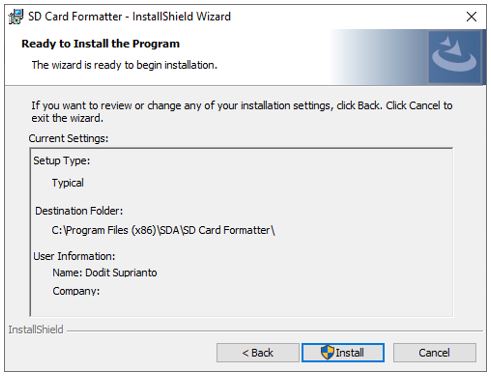 SD Card Formatter - InstallShield Wizard
Ready to Install the Program
The wizard is ready to begin installation.
If you want to review or change any of your installation settings, click Back. Click Cancel to
exit the wizard.
Current Settings:
Setup Type:
Typical
Destination Folder:
C:\Program Files (x86)\SDA\SD Card Formatter\
User Information:
Name: Dodit Suprianto
Company:
InstallShield
< Back
Install
Cancel